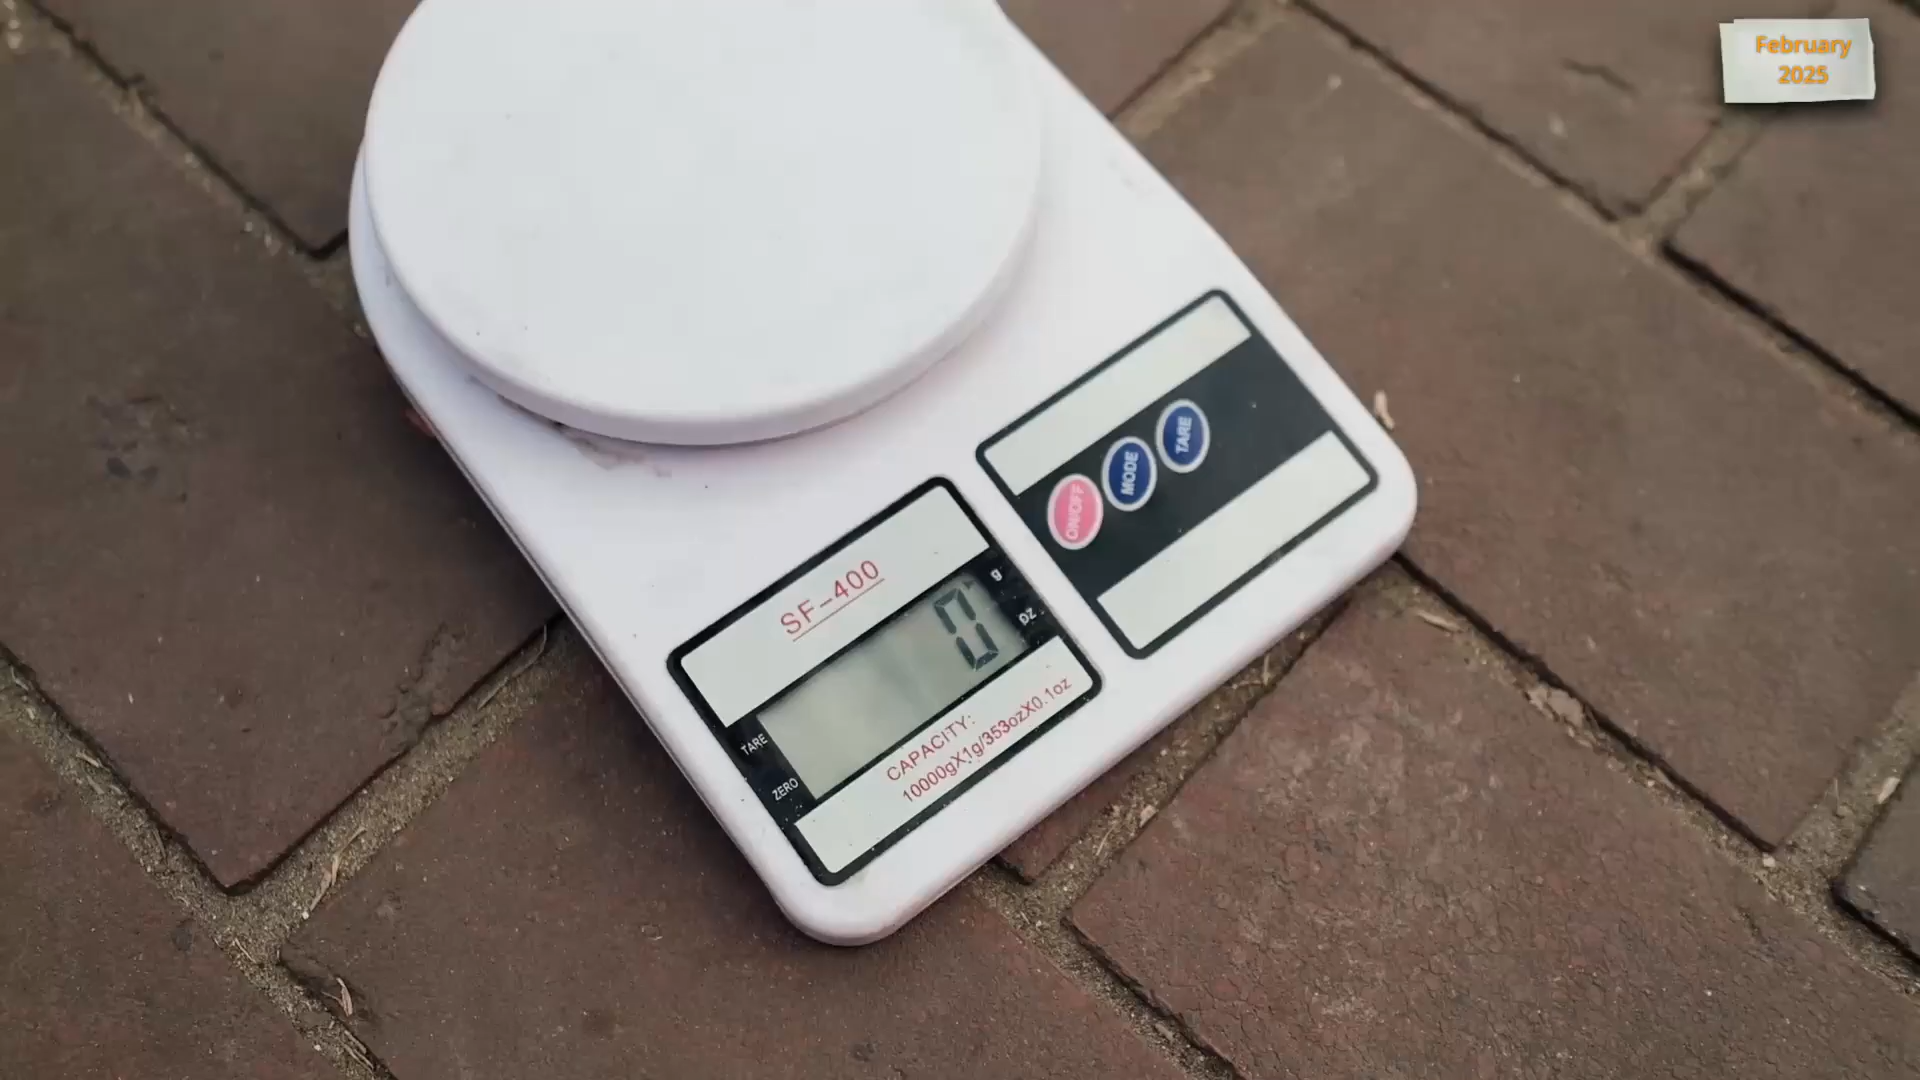 February
2025
ON/OFF
MODE
TARE
SF-400
0
g
oz
TARE
ZERO
CAPACITY:
10000gX1g/353ozX0.1oz